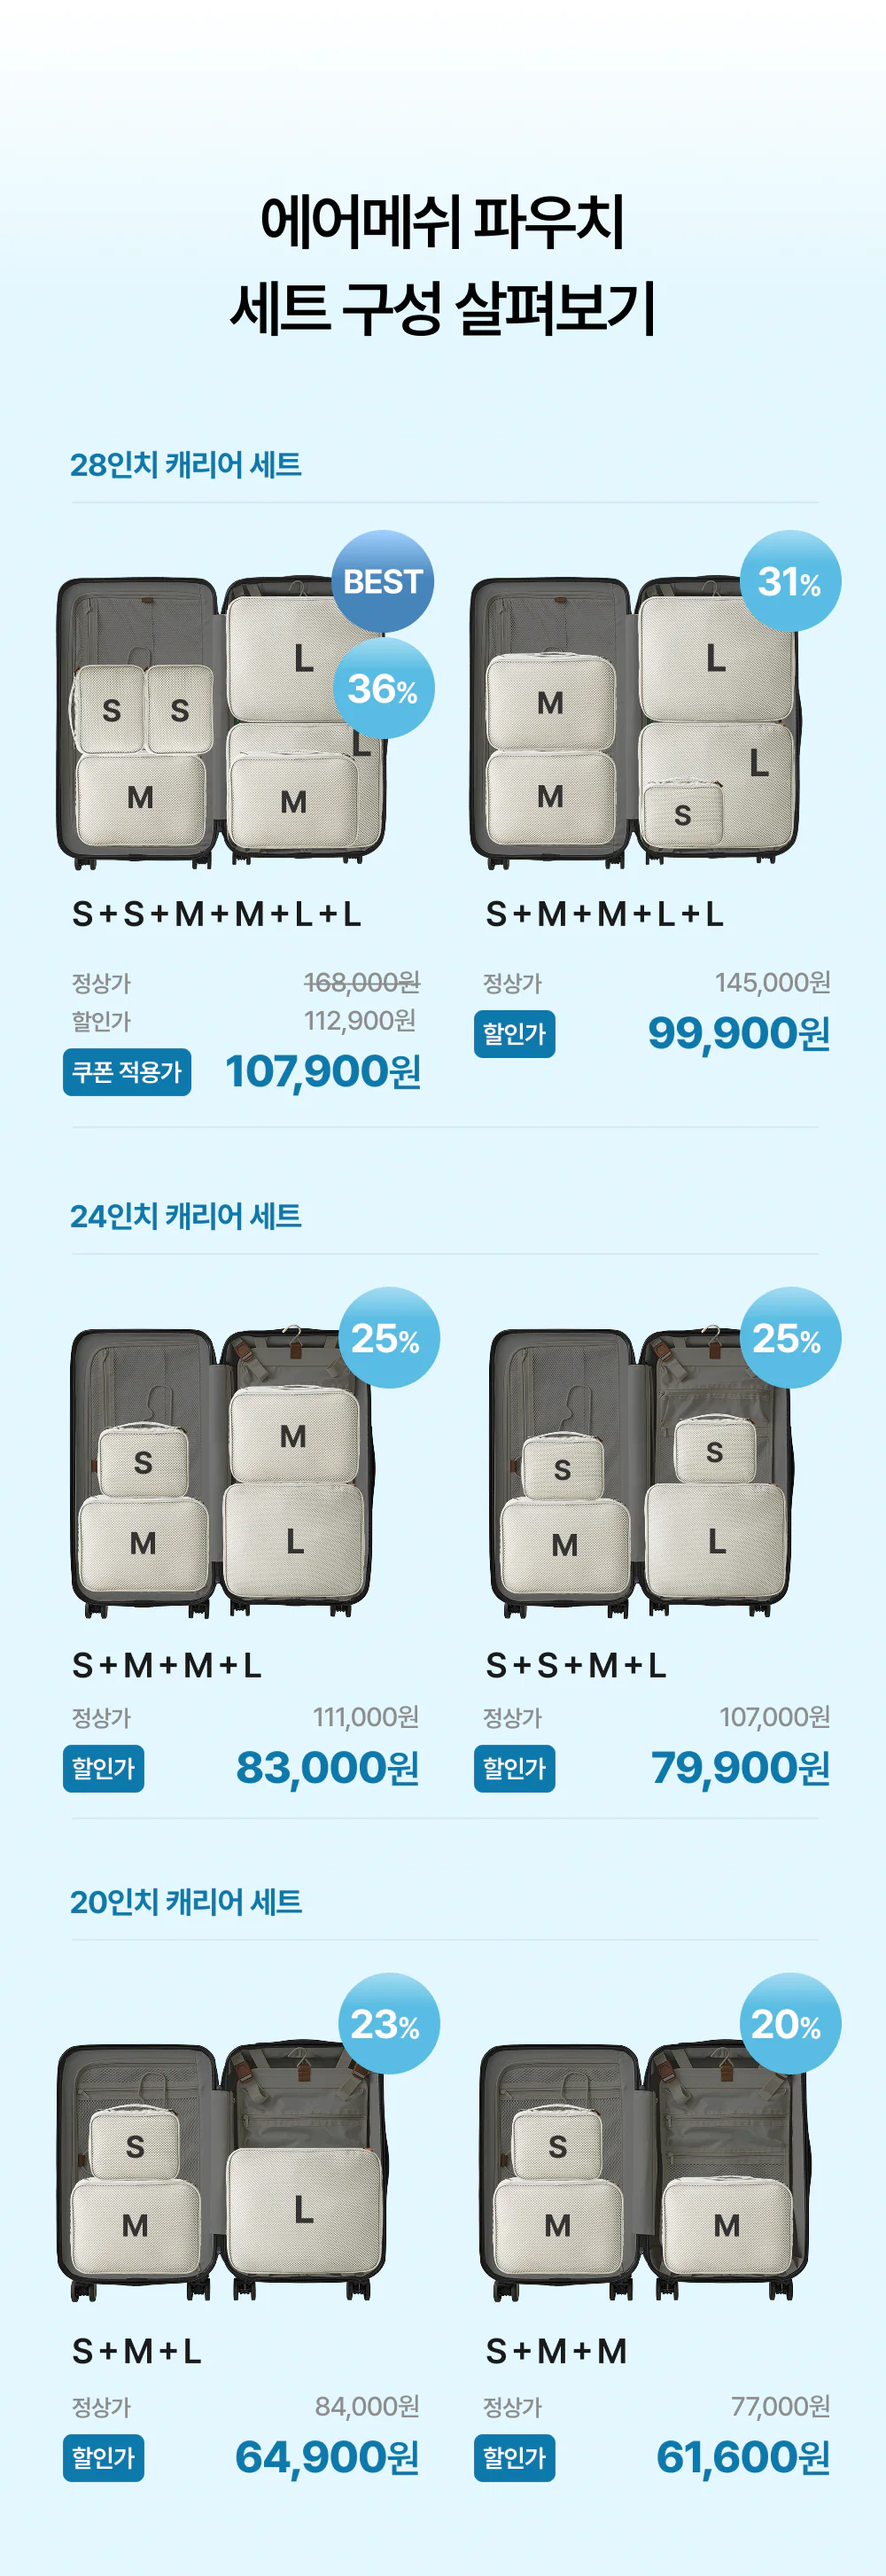 에어메쉬 파우치
세트 구성 살펴보기
28인치 캐리어 세트
BEST
36%
L
S S
L
M
M
S+S+M+M+L+L
정상가 168,000원
할인가 112,900원
쿠폰 적용가 107,900원
31%
L
M
L
M
S
S+M+M+L+L
정상가 145,000원
할인가 99,900원
24인치 캐리어 세트
25%
M
S
M
L
S+M+M+L
정상가 111,000원
할인가 83,000원
25%
S
S
M
L
S+S+M+L
정상가 107,000원
할인가 79,900원
20인치 캐리어 세트
23%
S
L
M
S+M+L
정상가 84,000원
할인가 64,900원
20%
S
M
M
S+M+M
정상가 77,000원
할인가 61,600원